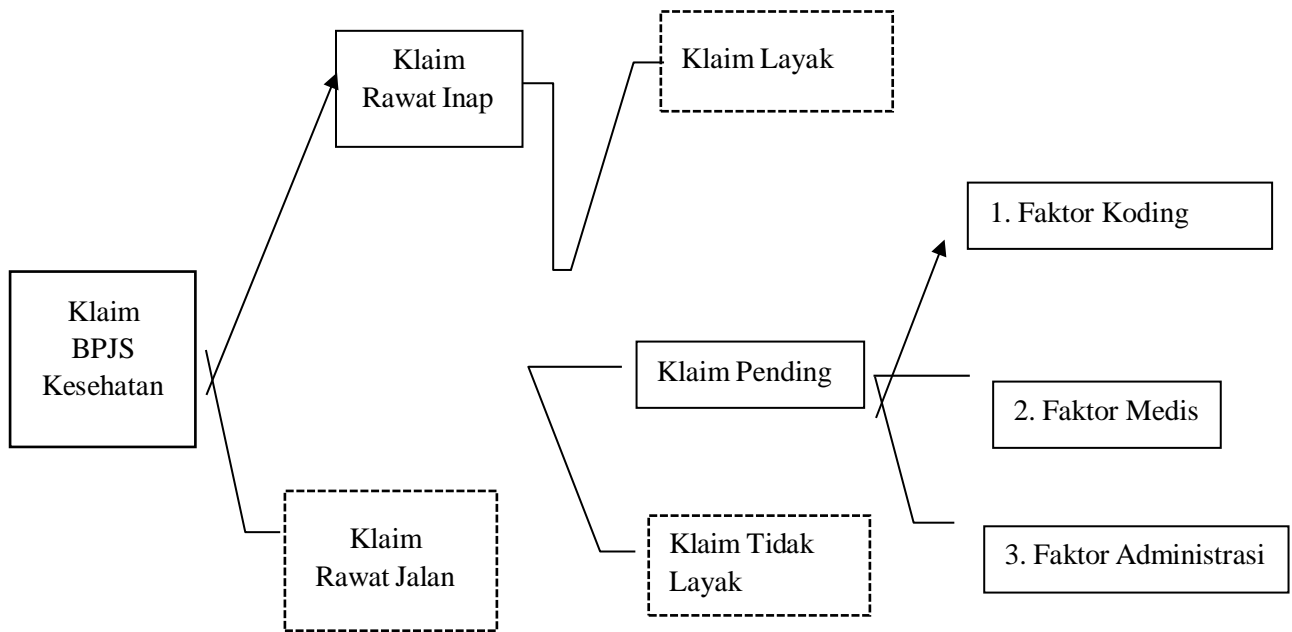 Klaim
Rawat Inap
Klaim Layak
1. Faktor Koding
Klaim
BPJS
Kesehatan
Klaim Pending
2. Faktor Medis
Klaim
Rawat Jalan
Klaim Tidak
Layak
3. Faktor Administrasi